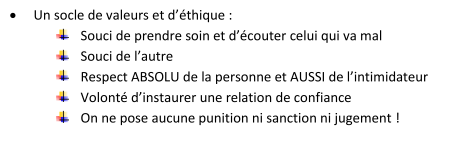 • Un socle de valeurs et d’éthique :
Souci de prendre soin et d’écouter celui qui va mal
Souci de l’autre
Respect ABSOLU de la personne et AUSSI de l’intimidateur
Volonté d’instaurer une relation de confiance
On ne pose aucune punition ni sanction ni jugement !